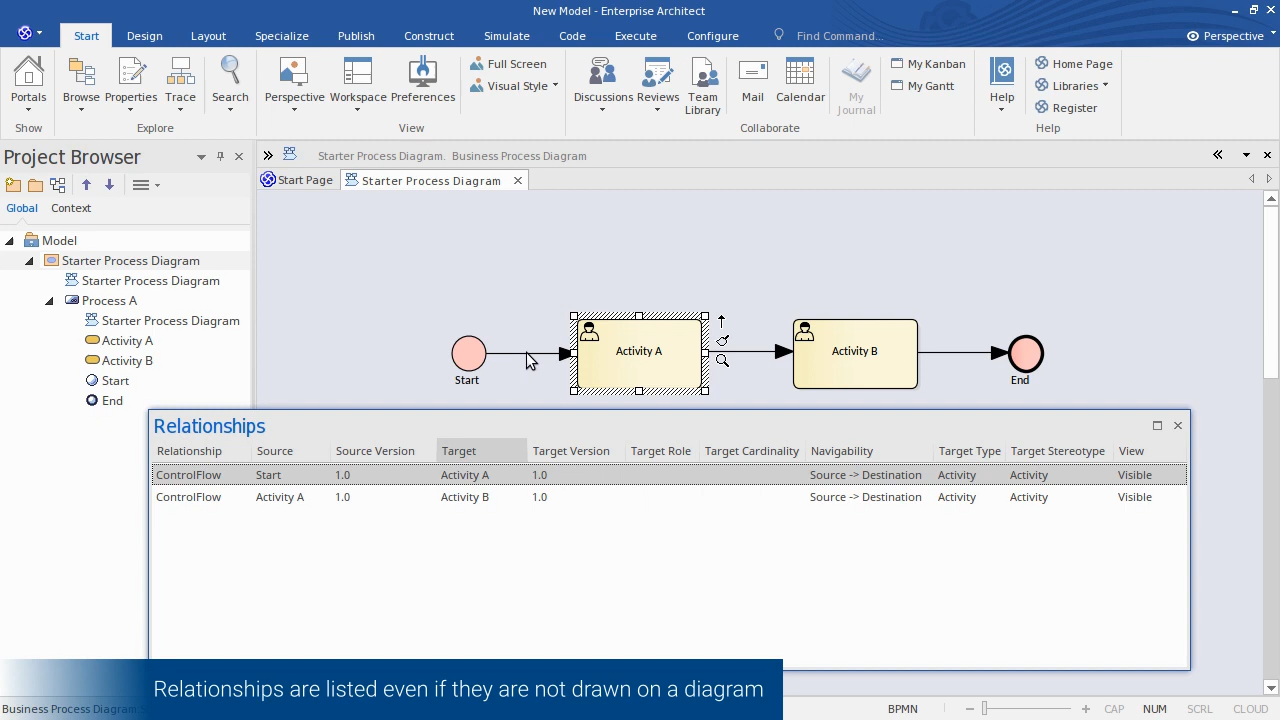 New Model - Enterprise Architect
Start Design Layout Specialize Publish Construct Simulate Code Execute Configure Find Command... Perspective
Portals Browse Properties Trace Search Perspective Workspace Preferences Full Screen Visual Style Discussions Reviews Team Library Mail Calendar My Journal My Kanban My Gantt Help Home Page Libraries Register
Show Explore View Collaborate Help
Project Browser
Starter Process Diagram. Business Process Diagram
Start Page Starter Process Diagram
Global Context
Model
Starter Process Diagram
Starter Process Diagram
Process A
Starter Process Diagram
Activity A
Activity B
Start
End
Activity A Activity B
Start End
Relationships
Relationship Source Source Version Target Target Version Target Role Target Cardinality Navigability Target Type Target Stereotype View
ControlFlow Start 1.0 Activity A 1.0 Source -> Destination Activity Activity Visible
ControlFlow Activity A 1.0 Activity B 1.0 Source -> Destination Activity Activity Visible
Relationships are listed even if they are not drawn on a diagram
Business Process Diagram BPMN CAP NUM SCRL CLOUD